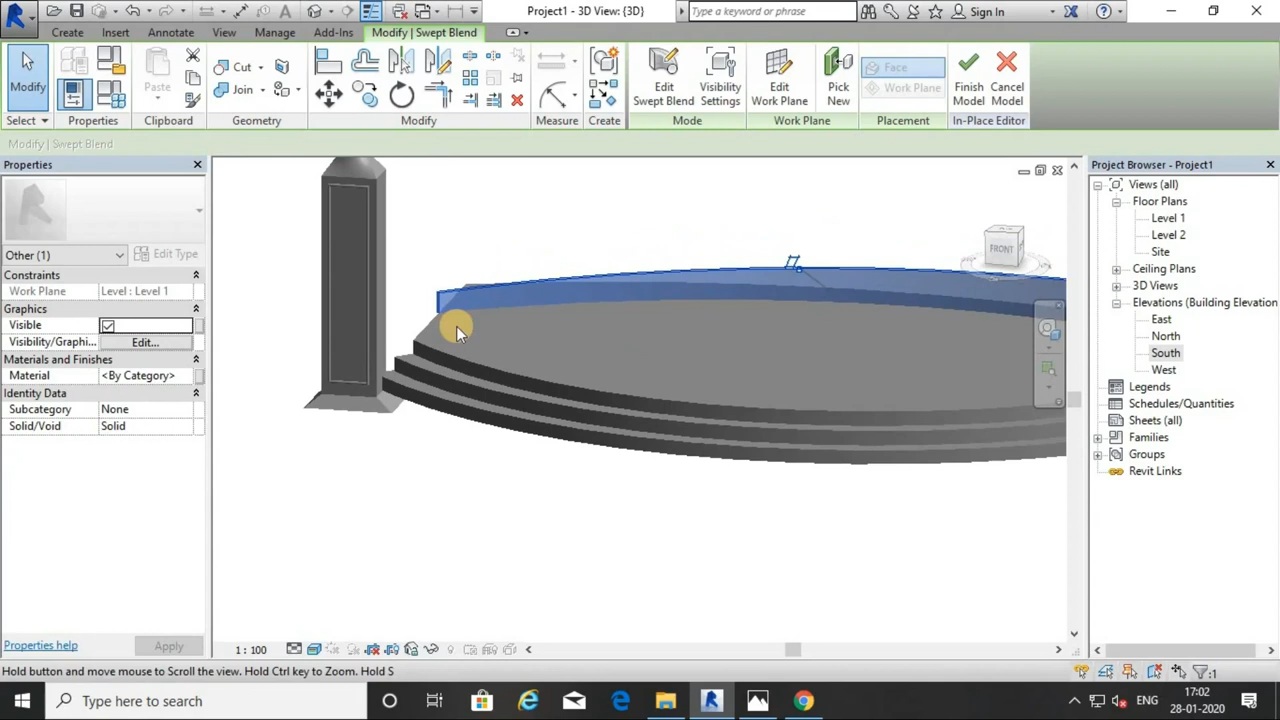 Project1 - 3D View: {3D}
Type a keyword or phrase
Sign In
Create Insert Annotate View Manage Add-Ins Modify | Swept Blend
Modify
Paste
Cut
Join
Edit Swept Blend
Visibility Settings
Edit Work Plane
Pick New
Face
Work Plane
Finish Model
Cancel Model
Select Properties Clipboard Geometry Modify Measure Create Mode Work Plane Placement In-Place Editor
Modify | Swept Blend
Properties
Project Browser - Project1
Other (1)
Edit Type
Constraints
Work Plane Level : Level 1
Graphics
Visible
Visibility/Graphi... Edit...
Materials and Finishes
Material <By Category>
Identity Data
Subcategory None
Solid/Void Solid
Properties help
Apply
FRONT
Views (all)
Floor Plans
Level 1
Level 2
Site
Ceiling Plans
3D Views
Elevations (Building Elevation
East
North
South
West
Legends
Schedules/Quantities
Sheets (all)
Families
Groups
Revit Links
1 : 100
Hold button and move mouse to Scroll the view. Hold Ctrl key to Zoom. Hold S
:1
Type here to search
ENG
17:02
28-01-2020